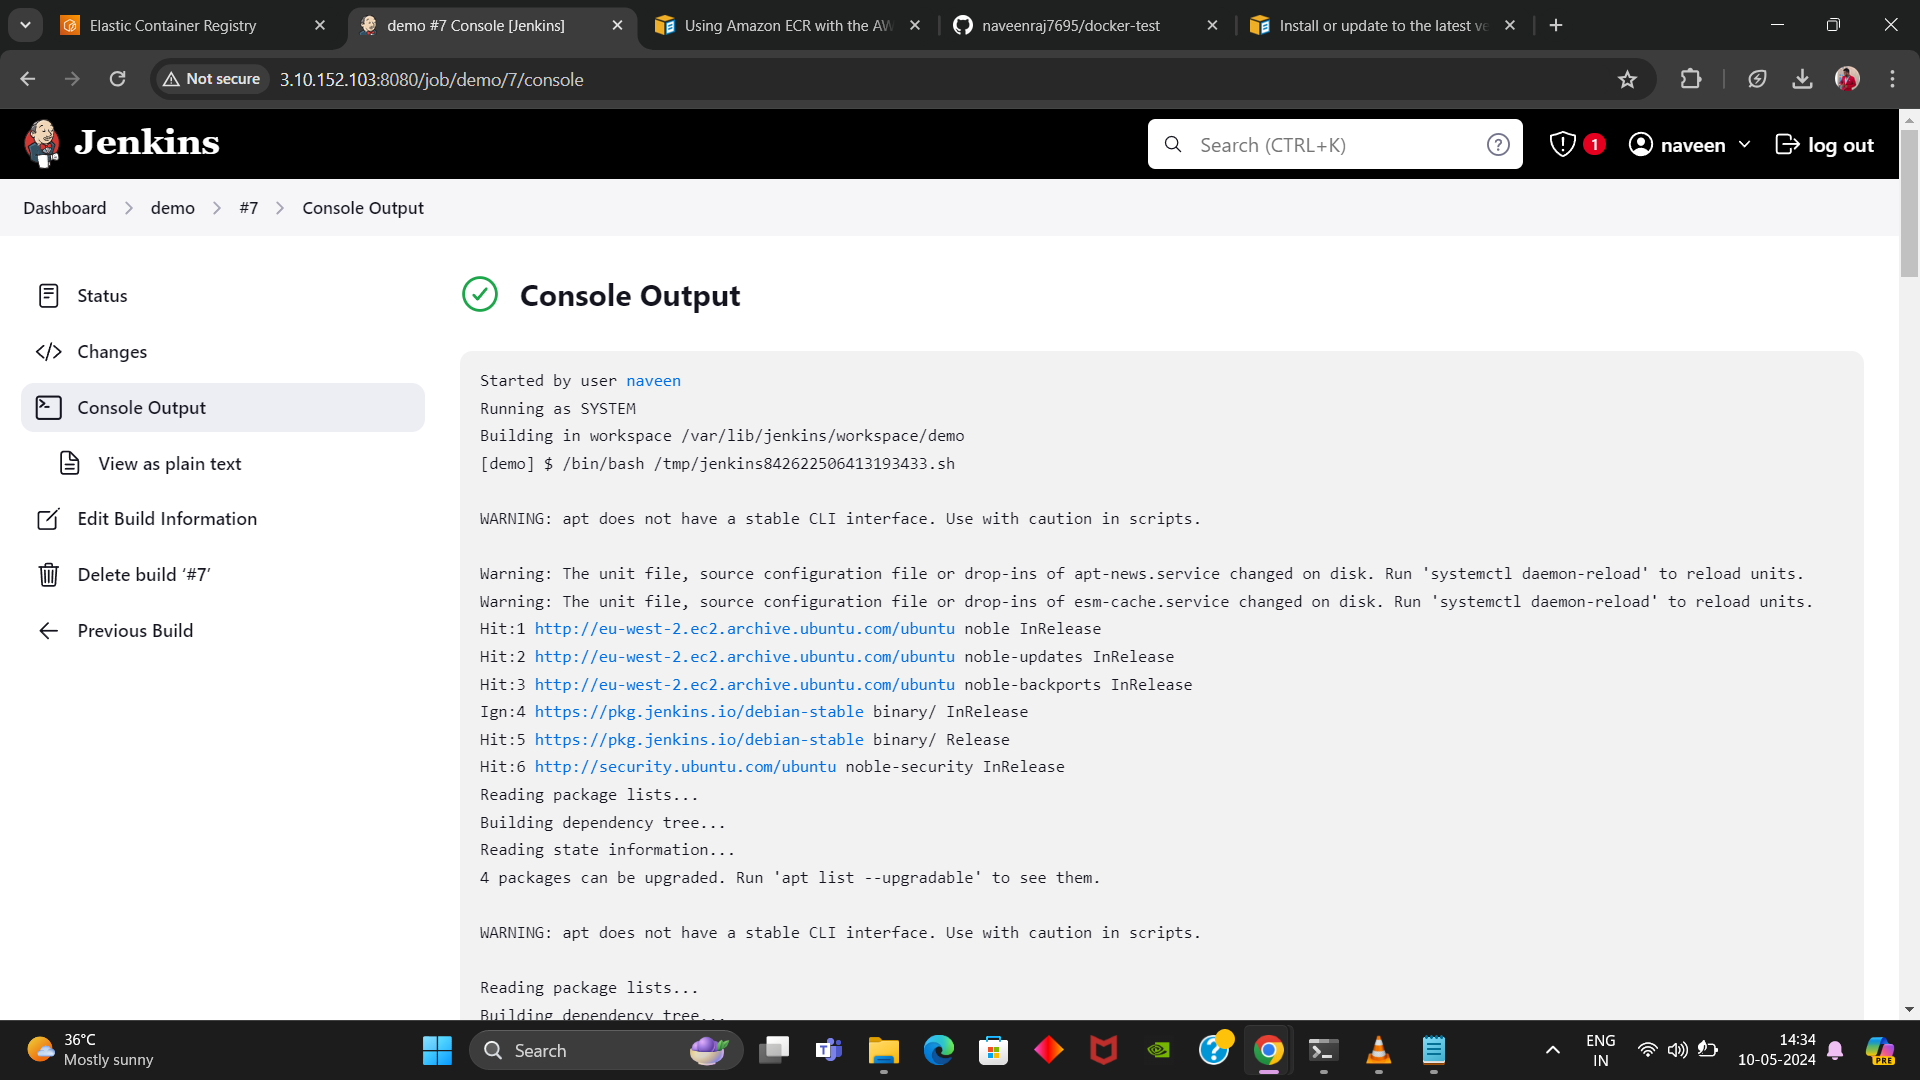 Elastic Container Registry
demo #7 Console [Jenkins]
Using Amazon ECR with the AW
naveenraj7695/docker-test
Install or update to the latest ve
Not secure
3.10.152.103:8080/job/demo/7/console
Jenkins
Search (CTRL+K)
1
naveen
log out
Dashboard
demo
#7
Console Output
Status
Changes
Console Output
View as plain text
Edit Build Information
Delete build ‘#7’
Previous Build
Console Output
Started by user naveen
Running as SYSTEM
Building in workspace /var/lib/jenkins/workspace/demo
[demo] $ /bin/bash /tmp/jenkins842622506413193433.sh
WARNING: apt does not have a stable CLI interface. Use with caution in scripts.
Warning: The unit file, source configuration file or drop-ins of apt-news.service changed on disk. Run 'systemctl daemon-reload' to reload units.
Warning: The unit file, source configuration file or drop-ins of esm-cache.service changed on disk. Run 'systemctl daemon-reload' to reload units.
Hit:1 http://eu-west-2.ec2.archive.ubuntu.com/ubuntu noble InRelease
Hit:2 http://eu-west-2.ec2.archive.ubuntu.com/ubuntu noble-updates InRelease
Hit:3 http://eu-west-2.ec2.archive.ubuntu.com/ubuntu noble-backports InRelease
Ign:4 https://pkg.jenkins.io/debian-stable binary/ InRelease
Hit:5 https://pkg.jenkins.io/debian-stable binary/ Release
Hit:6 http://security.ubuntu.com/ubuntu noble-security InRelease
Reading package lists...
Building dependency tree...
Reading state information...
4 packages can be upgraded. Run 'apt list --upgradable' to see them.
WARNING: apt does not have a stable CLI interface. Use with caution in scripts.
Reading package lists...
Building dependency tree...
36°C
Mostly sunny
Search
PRE
ENG
IN
14:34
10-05-2024